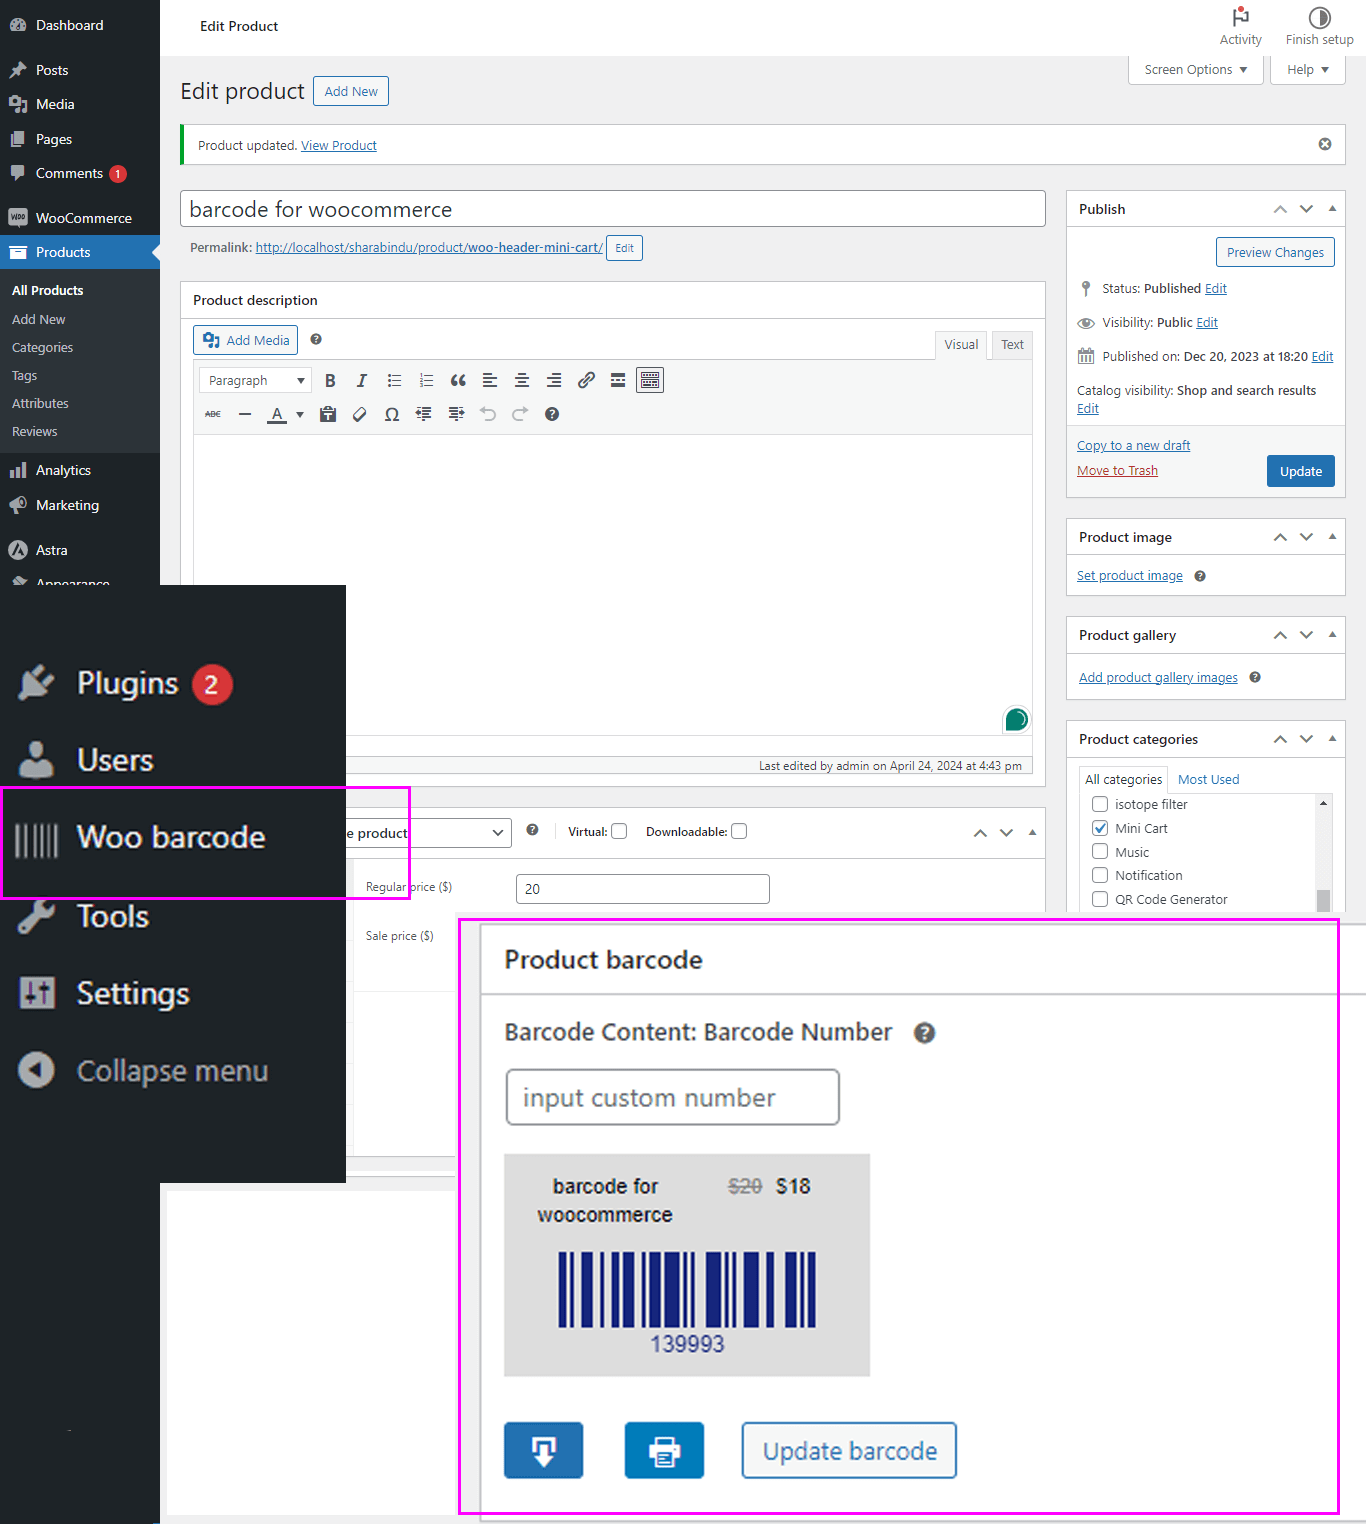 Dashboard
Posts
Media
Pages
Comments 1
WooCommerce
Products
All Products
Add New
Categories
Tags
Attributes
Reviews
Analytics
Marketing
Astra
Appearance
Plugins 2
Users
Woo barcode
Tools
Settings
Collapse menu
Edit Product
Activity
Finish setup
Screen Options
Help
Edit product Add New
Product updated. View Product
barcode for woocommerce
Permalink: http://localhost/sharabindu/product/woo-header-mini-cart/ Edit
Product description
Add Media
Visual Text
Paragraph
B I
ABC A
Last edited by admin on April 24, 2024 at 4:43 pm
e product Virtual: Downloadable:
Regular price ($) 20
Sale price ($)
Publish
Preview Changes
Status: Published Edit
Visibility: Public Edit
Published on: Dec 20, 2023 at 18:20 Edit
Catalog visibility: Shop and search results
Edit
Copy to a new draft
Move to Trash
Update
Product image
Set product image
Product gallery
Add product gallery images
Product categories
All categories Most Used
isotope filter
Mini Cart
Music
Notification
QR Code Generator
Product barcode
Barcode Content: Barcode Number
input custom number
barcode for $20 $18
woocommerce
139993
Update barcode